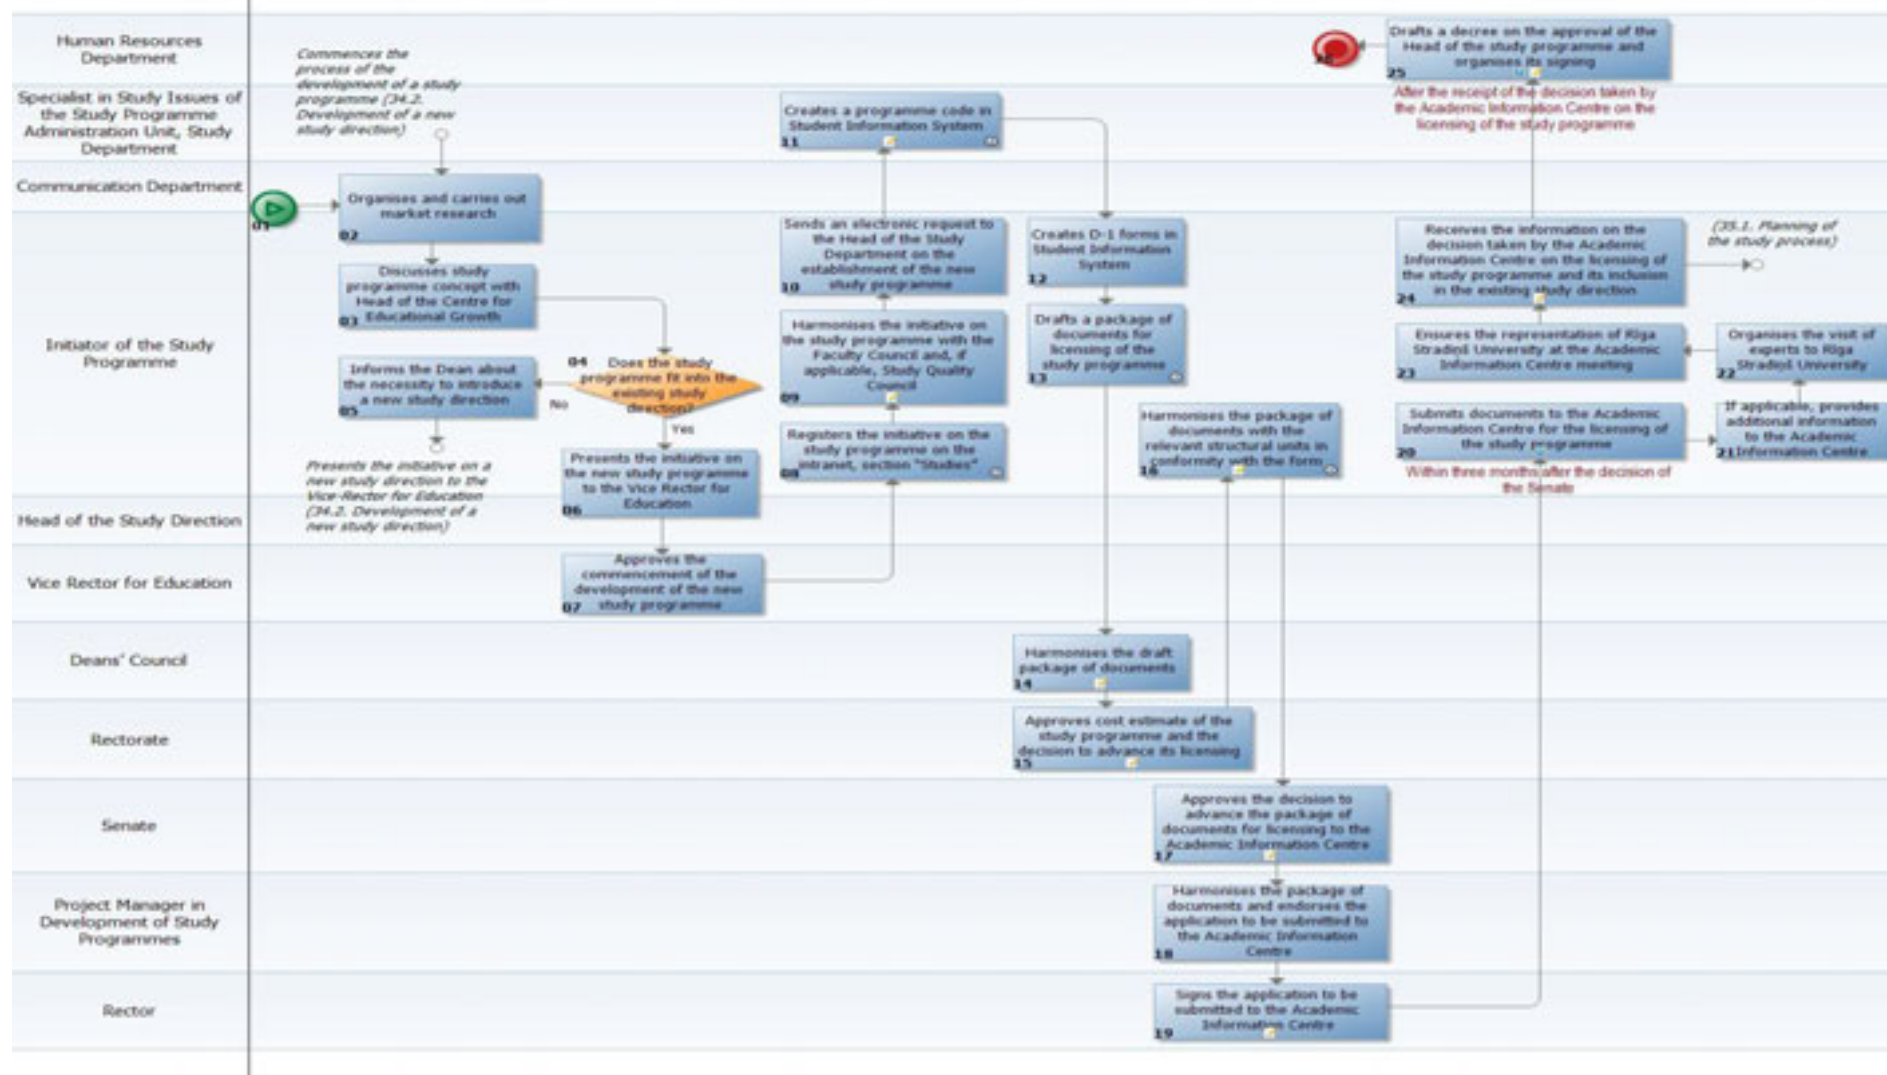 Human Resources
Department
Specialist in Study Issues of
the Study Programme
Administration Unit, Study
Department
Communication Department
Initiator of the Study
Programme
Head of the Study Direction
Vice Rector for Education
Deans' Council
Rectorate
Senate
Project Manager in
Development of Study
Programmes
Rector
Commences the
process of the
development of a study
programme (34.2.
Development of a new
study direction)
01
Organises and carries out
market research
02
Discusses study
programme concept with
Head of the Centre for
Educational Growth
03
04
Does the study
programme fit into the
existing study
direction?
No
Yes
Informs the Dean about
the necessity to introduce
a new study direction
05
Presents the initiative on a
new study direction to the
Vice-Rector for Education
(34.2. Development of a
new study direction)
Presents the initiative on
the new study programme
to the Vice Rector for
Education
06
Approves the
commencement of the
development of the new
study programme
07
Registers the initiative on the
study programme on the
intranet, section "Studies"
08
Harmonises the initiative on
the study programme with the
Faculty Council and, if
applicable, Study Quality
Council
09
Sends an electronic request to
the Head of the Study
Department on the
establishment of the new
study programme
10
Creates a programme code in
Student Information System
11
Creates D-1 forms in
Student Information
System
12
Drafts a package of
documents for
licensing of the
study programme
13
Harmonises the draft
package of documents
14
Approves cost estimate of the
study programme and the
decision to advance its licensing
15
Harmonises the package of
documents with the
relevant structural units in
conformity with the form
16
Approves the decision to
advance the package of
documents for licensing to the
Academic Information Centre
17
Harmonises the package of
documents and endorses the
application to be submitted to
the Academic Information
Centre
18
Signs the application to be
submitted to the Academic
Information Centre
19
Submits documents to the Academic
Information Centre for the licensing of
the study programme
20
Within three months after the decision of
the Senate
If applicable, provides
additional information
to the Academic
Information Centre
21
Organises the visit of
experts to Rīga
Stradiņš University
22
Ensures the representation of Rīga
Stradiņš University at the Academic
Information Centre meeting
23
Receives the information on the
decision taken by the Academic
Information Centre on the licensing of
the study programme and its inclusion
in the existing study direction
24
(35.1. Planning of
the study process)
Drafts a decree on the approval of the
Head of the study programme and
organises its signing
25
After the receipt of the decision taken by
the Academic Information Centre on the
licensing of the study programme